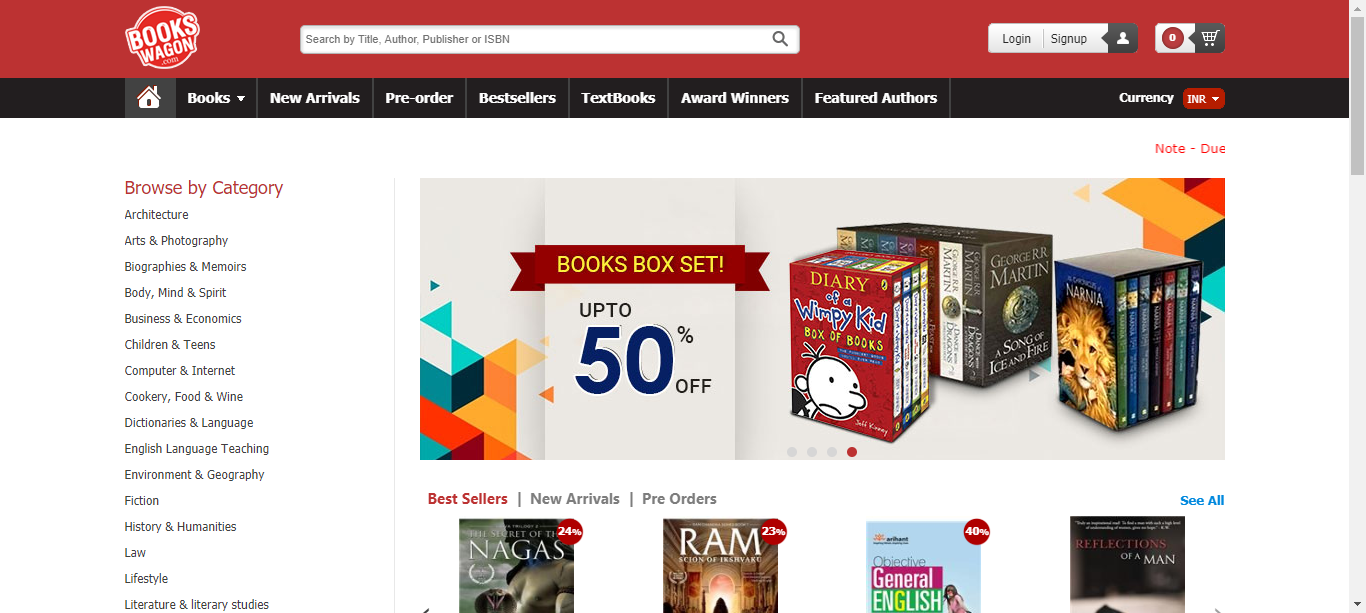 BOOKS
WAGON
.com
Search by Title, Author, Publisher or ISBN
Login Signup
0
Books New Arrivals Pre-order Bestsellers TextBooks Award Winners Featured Authors
Currency INR
Note - Due
Browse by Category
Architecture
Arts & Photography
Biographies & Memoirs
Body, Mind & Spirit
Business & Economics
Children & Teens
Computer & Internet
Cookery, Food & Wine
Dictionaries & Language
English Language Teaching
Environment & Geography
Fiction
History & Humanities
Law
Lifestyle
Literature & literary studies
BOOKS BOX SET!
UPTO
50%
OFF
DIARY
of a
Wimpy Kid
BOX OF BOOKS
Jeff Kinney
GEORGE R.R.
MARTIN
A SONG OF
ICE AND FIRE
GEORGE R.R.
MARTIN
NARNIA
Best Sellers | New Arrivals | Pre Orders
See All
THE SECRET OF THE
NAGAS
24%
RAM
SCION OF IKSHVAKU
23%
arihant
Objective
General
ENGLISH
40%
REFLECTIONS
OF A MAN